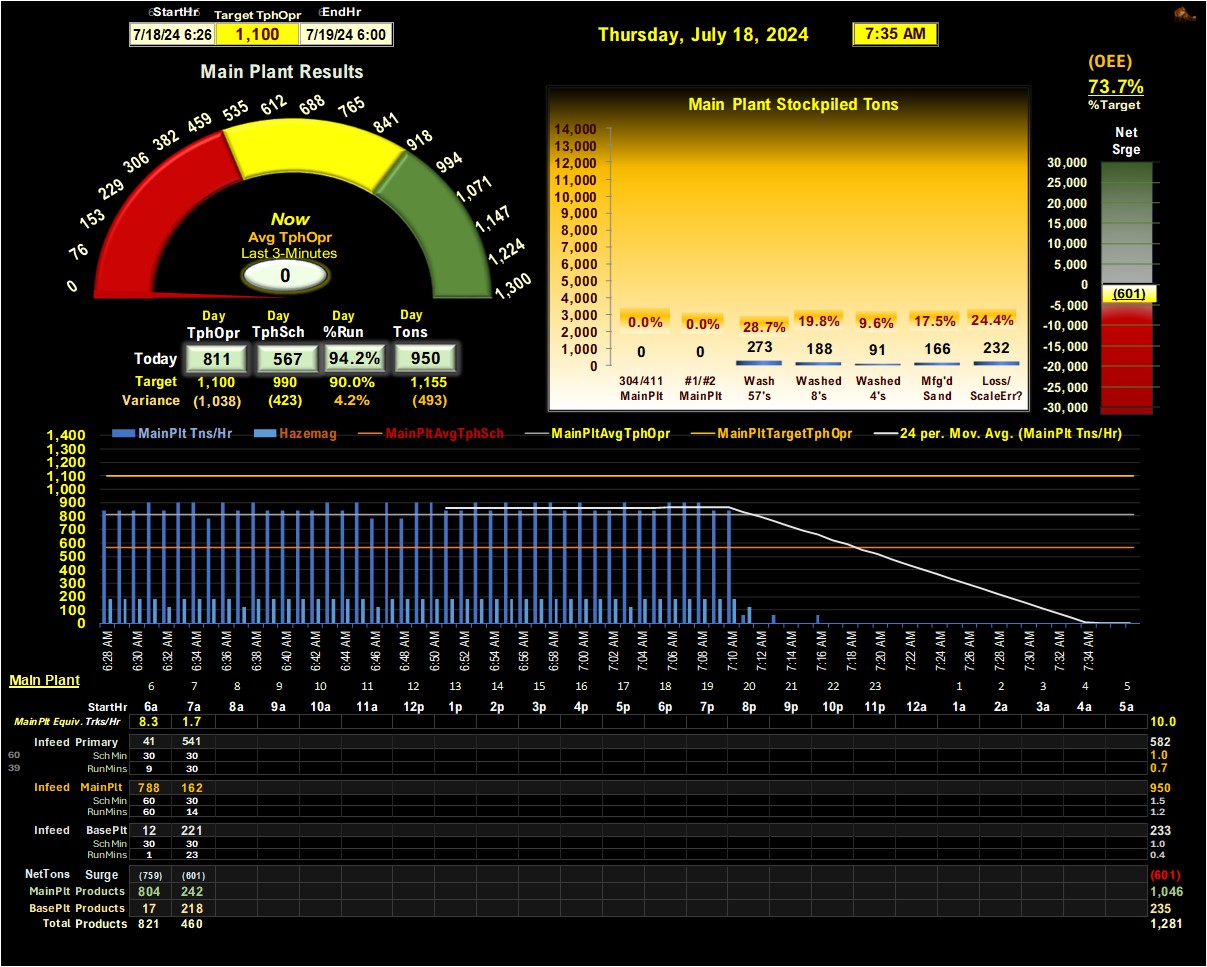 StartHr Target TphOpr EndHr
7/18/24 6:26 1,100 7/19/24 6:00
Thursday, July 18, 2024 7:35 AM
(OEE)
73.7%
%Target
Main Plant Results
0 76 153 229 306 382 459 535 612 688 765 841 918 994 1,071 1,147 1,224 1,300
Now
Avg TphOpr
Last 3-Minutes
0
Day Day Day Day
TphOpr TphSch %Run Tons
Today 811 567 94.2% 950
Target 1,100 990 90.0% 1,155
Variance (1,038) (423) 4.2% (493)
Main Plant Stockpiled Tons
14,000
13,000
12,000
11,000
10,000
9,000
8,000
7,000
6,000
5,000
4,000
3,000
2,000
1,000
0
0.0% 0.0% 28.7% 19.8% 9.6% 17.5% 24.4%
0 0 273 188 91 166 232
304/411 #1/#2 Wash Washed Washed Mfg'd Loss/
MainPlt MainPlt 57's 8's 4's Sand ScaleErr?
Net
Srge
30,000
25,000
20,000
15,000
10,000
5,000
0
(601)
-5,000
-10,000
-15,000
-20,000
-25,000
-30,000
MainPlt Tns/Hr Hazemag MainPltAvgTphSch MainPltAvgTphOpr MainPltTargetTphOpr 24 per. Mov. Avg. (MainPlt Tns/Hr)
1,400
1,300
1,200
1,100
1,000
900
800
700
600
500
400
300
200
100
0
6:28 AM 6:30 AM 6:32 AM 6:34 AM 6:36 AM 6:38 AM 6:40 AM 6:42 AM 6:44 AM 6:46 AM 6:48 AM 6:50 AM 6:52 AM 6:54 AM 6:56 AM 6:58 AM 7:00 AM 7:02 AM 7:04 AM 7:06 AM 7:08 AM 7:10 AM 7:12 AM 7:14 AM 7:16 AM 7:18 AM 7:20 AM 7:22 AM 7:24 AM 7:26 AM 7:28 AM 7:30 AM 7:32 AM 7:34 AM
Main Plant
6 7 8 9 10 11 12 13 14 15 16 17 18 19 20 21 22 23 1 2 3 4 5
StartHr 6a 7a 8a 9a 10a 11a 12p 1p 2p 3p 4p 5p 6p 7p 8p 9p 10p 11p 12a 1a 2a 3a 4a 5a
MainPlt Equiv. Trks/Hr 8.3 1.7 10.0
Infeed Primary 41 541 582
60 Sch Min 30 30 1.0
39 RunMins 9 30 0.7
Infeed MainPlt 788 162 950
Sch Min 60 30 1.5
RunMins 60 14 1.2
Infeed BasePlt 12 221 233
Sch Min 30 30 1.0
RunMins 1 23 0.4
NetTons Surge (759) (601) (601)
MainPlt Products 804 242 1,046
BasePlt Products 17 218 235
Total Products 821 460 1,281